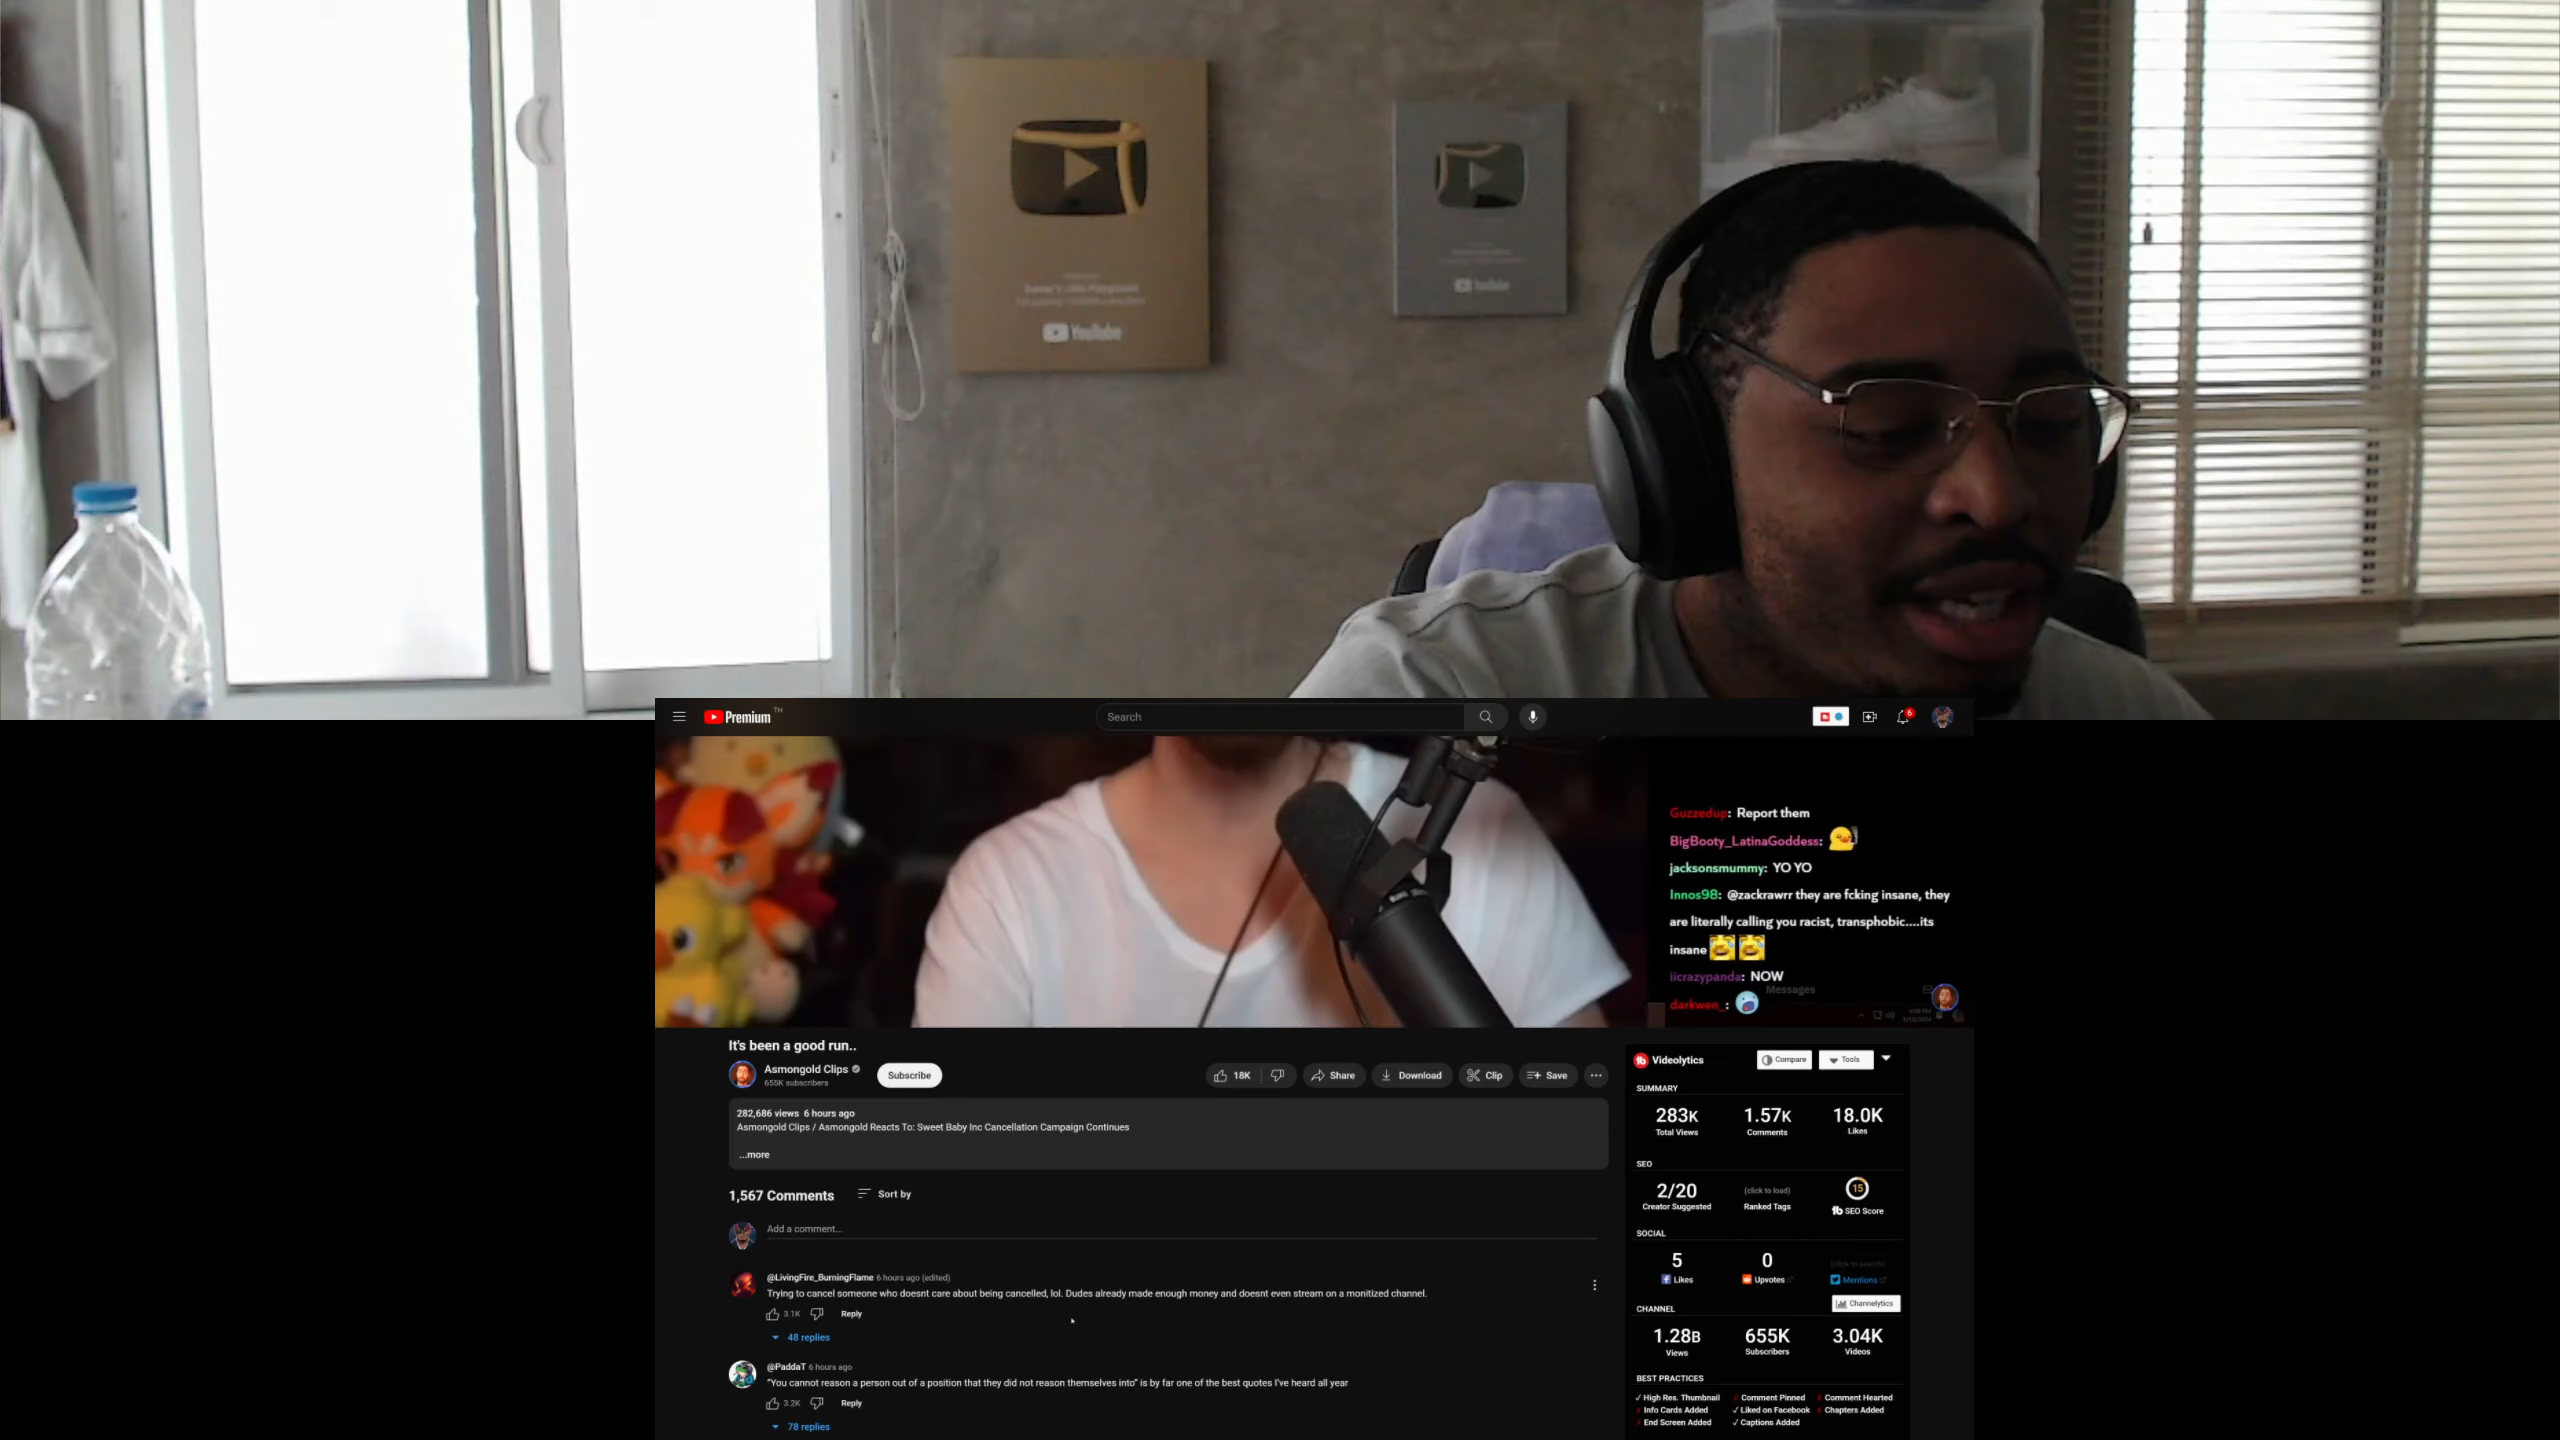 YouTube
YouTube
Premium TH
Search
6
Guzzedup: Report them
BigBooty_LatinaGoddess:
jacksonsmummy: YO YO
Innos98: @zackrawrr they are fcking insane, they
are literally calling you racist, transphobic....its
insane
iicrazypanda: NOW
Messages
darkwen_:
It's been a good run..
Asmongold Clips
655K subscribers
Subscribe
18K
Share
Download
Clip
Save
282,686 views 6 hours ago
Asmongold Clips / Asmongold Reacts To: Sweet Baby Inc Cancellation Campaign Continues
...more
1,567 Comments
Sort by
Add a comment...
@LivingFire_BurningFlame 6 hours ago (edited)
Trying to cancel someone who doesnt care about being cancelled, lol. Dudes already made enough money and doesnt even stream on a monitized channel.
3.1K
Reply
48 replies
@PaddaT 6 hours ago
"You cannot reason a person out of a position that they did not reason themselves into" is by far one of the best quotes I've heard all year
3.2K
Reply
78 replies
tb Videolytics
Compare
Tools
SUMMARY
283K 1.57K 18.0K
Total Views Comments Likes
SEO
2/20 (click to load) 15
Creator Suggested Ranked Tags tb SEO Score
SOCIAL
5 0 (click to search)
Likes Upvotes Mentions
CHANNEL
Channelytics
1.28B 655K 3.04K
Views Subscribers Videos
BEST PRACTICES
✓ High Res. Thumbnail ✗ Comment Pinned ✗ Comment Hearted
✗ Info Cards Added ✓ Liked on Facebook ✗ Chapters Added
✗ End Screen Added ✓ Captions Added